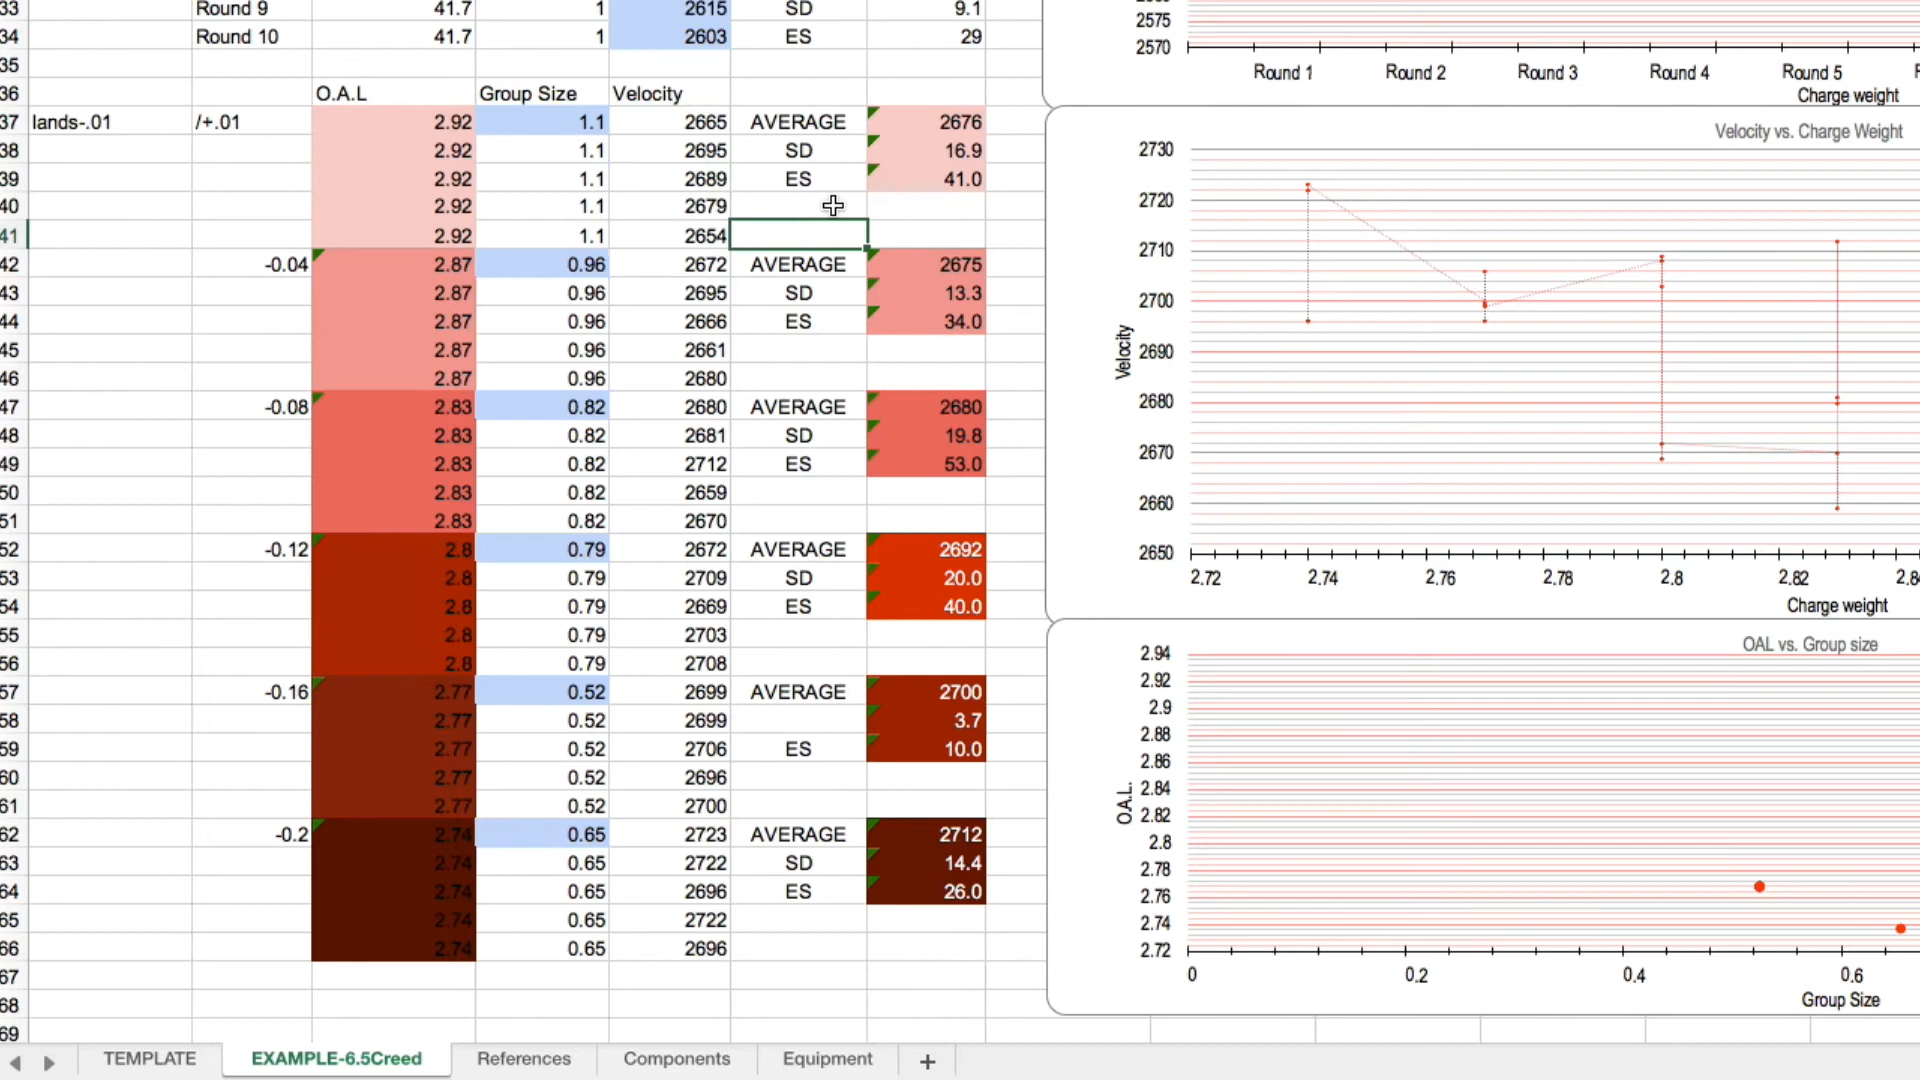 33 Round 9 41.7 1 2615 SD 9.1
34 Round 10 41.7 1 2603 ES 29
35
36 O.A.L Group Size Velocity
37 lands-.01 /+.01 2.92 1.1 2665 AVERAGE 2676
38 2.92 1.1 2695 SD 16.9
39 2.92 1.1 2689 ES 41.0
40 2.92 1.1 2679
41 2.92 1.1 2654
42 -0.04 2.87 0.96 2672 AVERAGE 2675
43 2.87 0.96 2695 SD 13.3
44 2.87 0.96 2666 ES 34.0
45 2.87 0.96 2661
46 2.87 0.96 2680
47 -0.08 2.83 0.82 2680 AVERAGE 2680
48 2.83 0.82 2681 SD 19.8
49 2.83 0.82 2712 ES 53.0
50 2.83 0.82 2659
51 2.83 0.82 2670
52 -0.12 2.8 0.79 2672 AVERAGE 2692
53 2.8 0.79 2709 SD 20.0
54 2.8 0.79 2669 ES 40.0
55 2.8 0.79 2703
56 2.8 0.79 2708
57 -0.16 2.77 0.52 2699 AVERAGE 2700
58 2.77 0.52 2699 3.7
59 2.77 0.52 2706 ES 10.0
60 2.77 0.52 2696
61 2.77 0.52 2700
62 -0.2 2.74 0.65 2723 AVERAGE 2712
63 2.74 0.65 2722 SD 14.4
64 2.74 0.65 2696 ES 26.0
65 2.74 0.65 2722
66 2.74 0.65 2696
67
68
69
2575
2570
Round 1 Round 2 Round 3 Round 4 Round 5
Charge weight
Velocity vs. Charge Weight
2730
2720
2710
2700
2690
2680
2670
2660
2650
Velocity
2.72 2.74 2.76 2.78 2.8 2.82
Charge weight
OAL vs. Group size
2.94
2.92
2.9
2.88
2.86
2.84
2.82
2.8
2.78
2.76
2.74
2.72
O.A.L.
0 0.2 0.4 0.6
Group Size
TEMPLATE EXAMPLE-6.5Creed References Components Equipment +